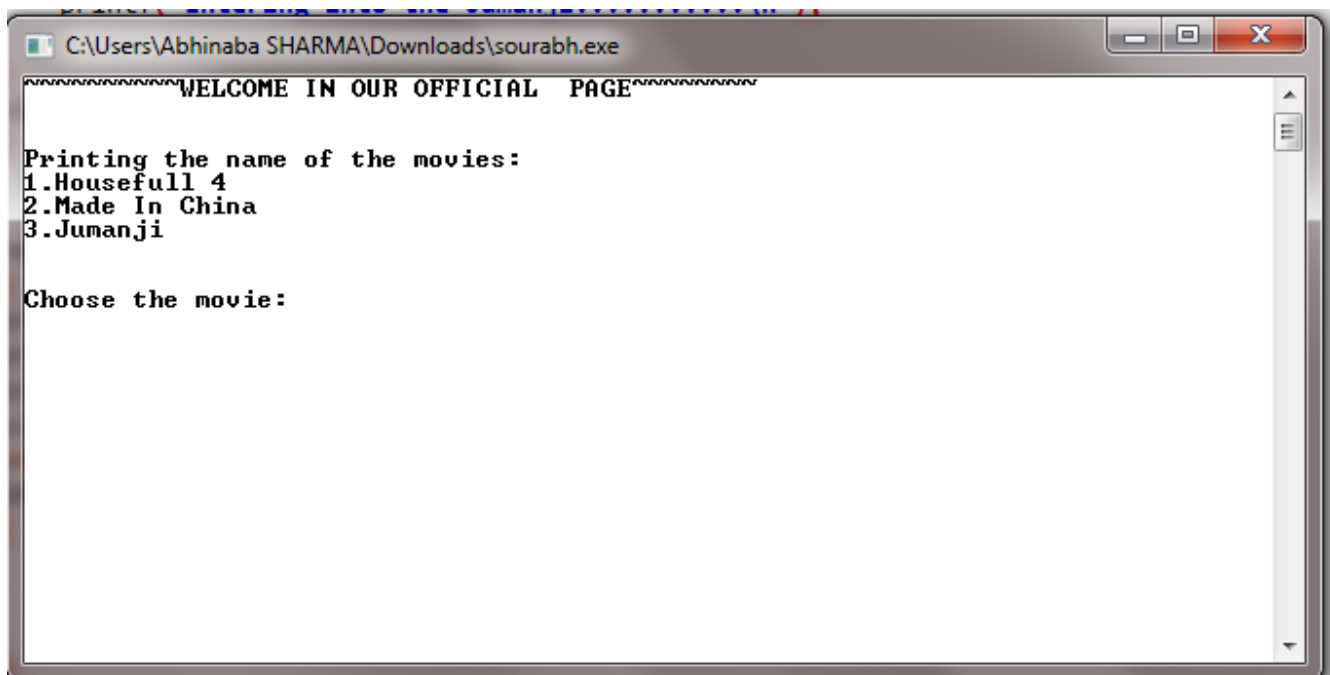 C:\Users\Abhinaba SHARMA\Downloads\sourabh.exe
~~~~~~~~~~~~WELCOME IN OUR OFFICIAL  PAGE~~~~~~~~~~
Printing the name of the movies:
1.Housefull 4
2.Made In China
3.Jumanji
Choose the movie: